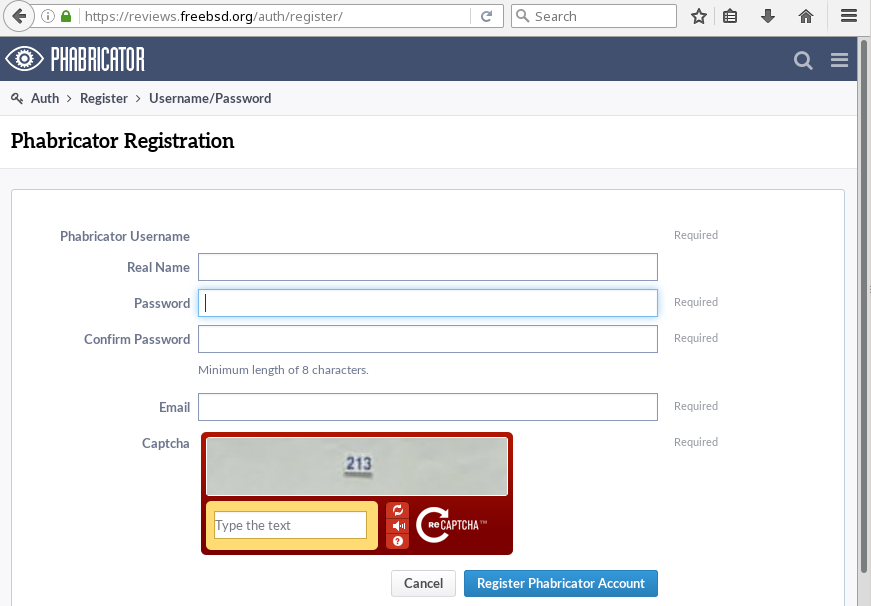 https://reviews.freebsd.org/auth/register/
Search
PHABRICATOR
Auth > Register > Username/Password
Phabricator Registration
Phabricator Username Required
Real Name
Password Required
Confirm Password Required
Minimum length of 8 characters.
Email Required
Captcha Required
213
Type the text
reCAPTCHA™
Cancel Register Phabricator Account